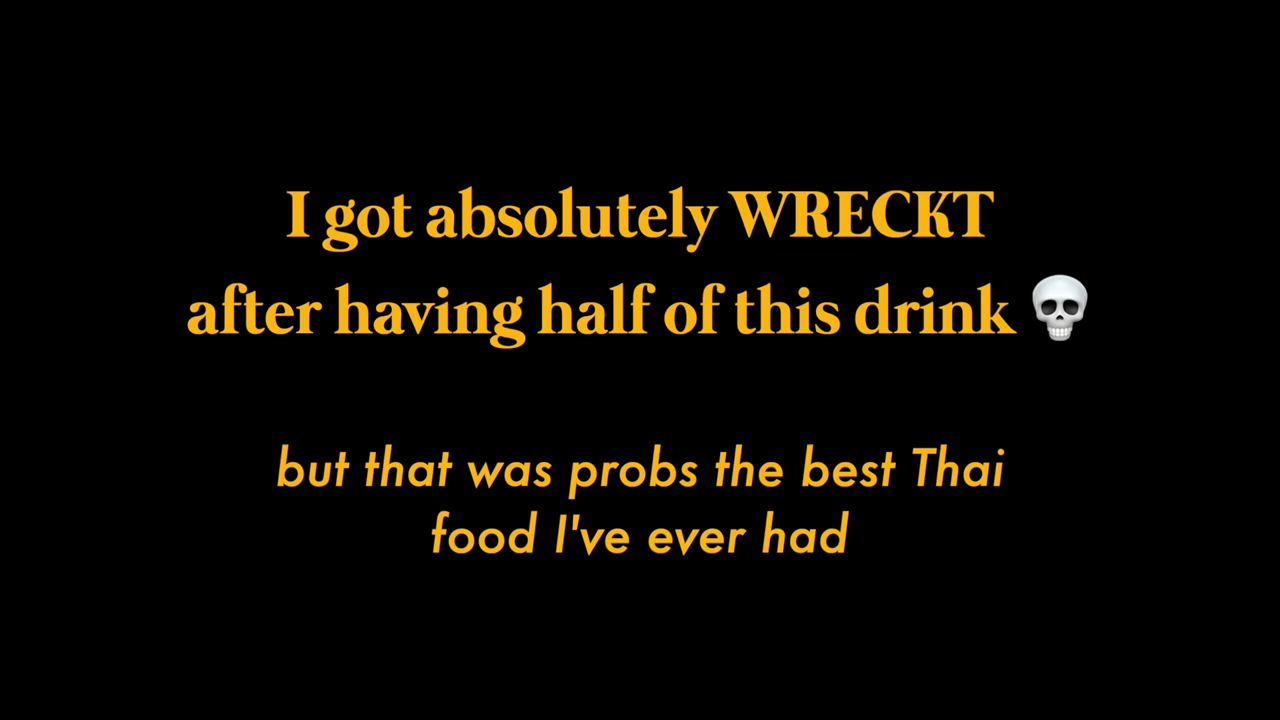 I got absolutely WRECKT
after having half of this drink 💀
but that was probs the best Thai
food I've ever had